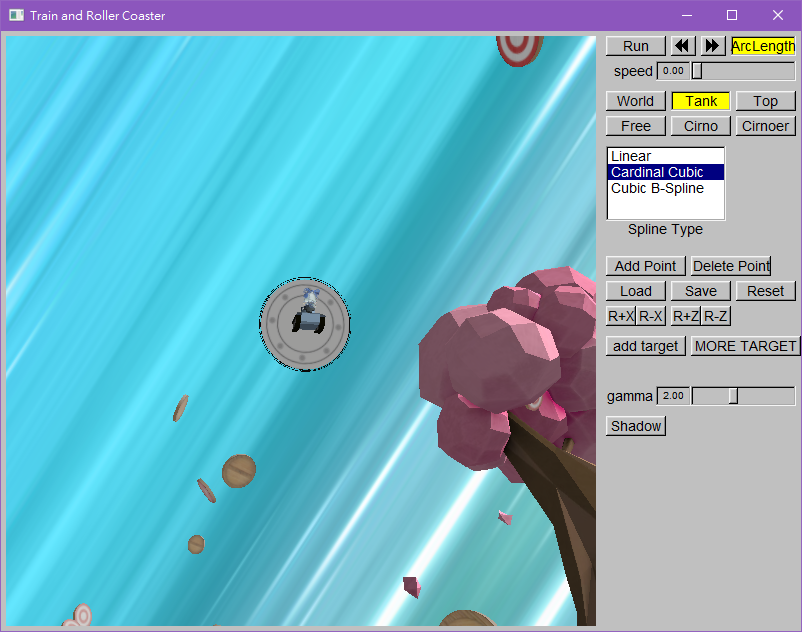 Train and Roller Coaster
Run ArcLength
speed 0.00
World Tank Top
Free Cirno Cirnoer
Linear
Cardinal Cubic
Cubic B-Spline
Spline Type
Add Point Delete Point
Load Save Reset
R+X R-X R+Z R-Z
add target MORE TARGET
gamma 2.00
Shadow